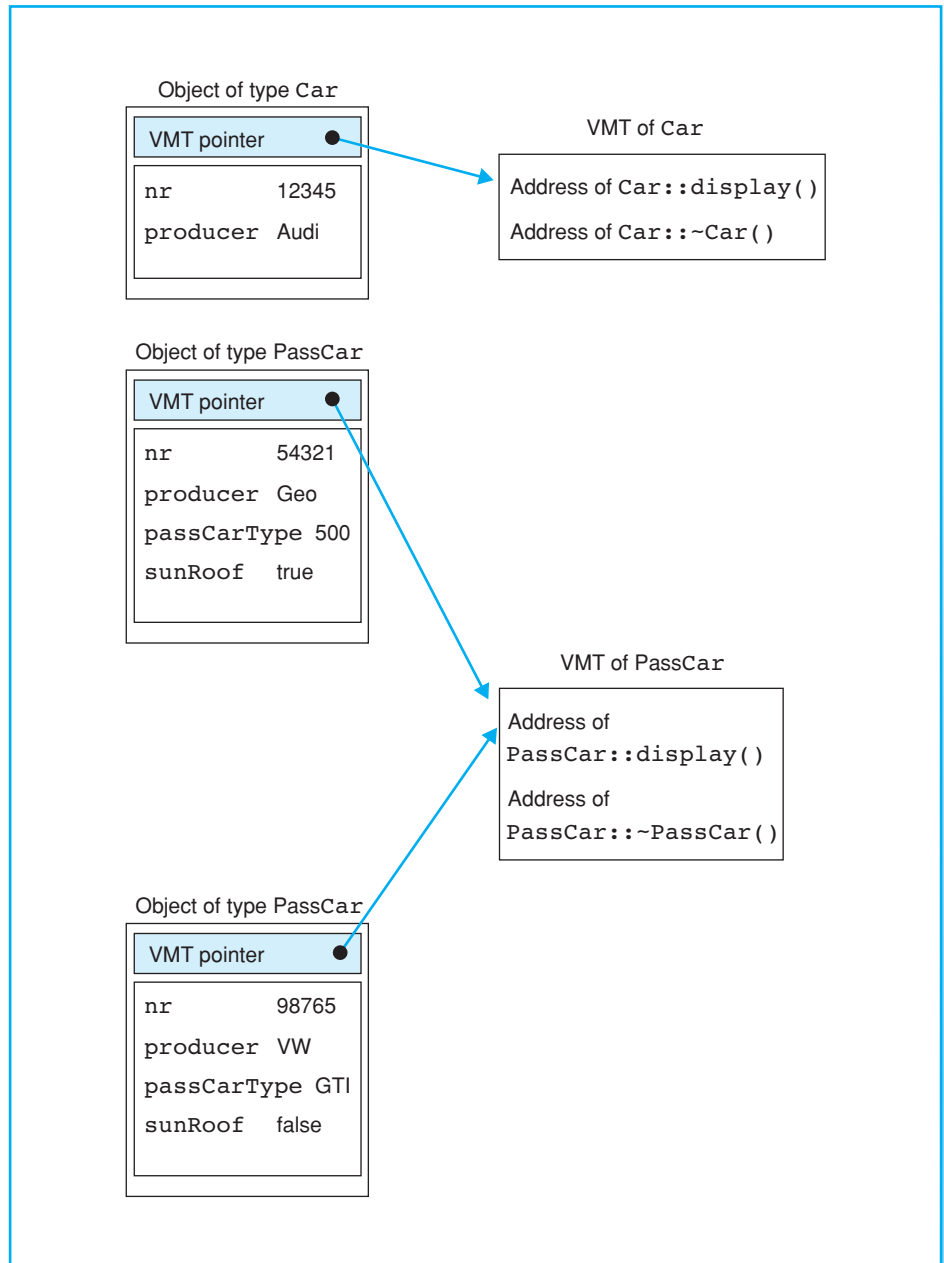 Object of type Car
VMT pointer
nr 12345
producer Audi
VMT of Car
Address of Car::display()
Address of Car::~Car()
Object of type PassCar
VMT pointer
nr 54321
producer Geo
passCarType 500
sunRoof true
VMT of PassCar
Address of
PassCar::display()
Address of
PassCar::~PassCar()
Object of type PassCar
VMT pointer
nr 98765
producer VW
passCarType GTI
sunRoof false